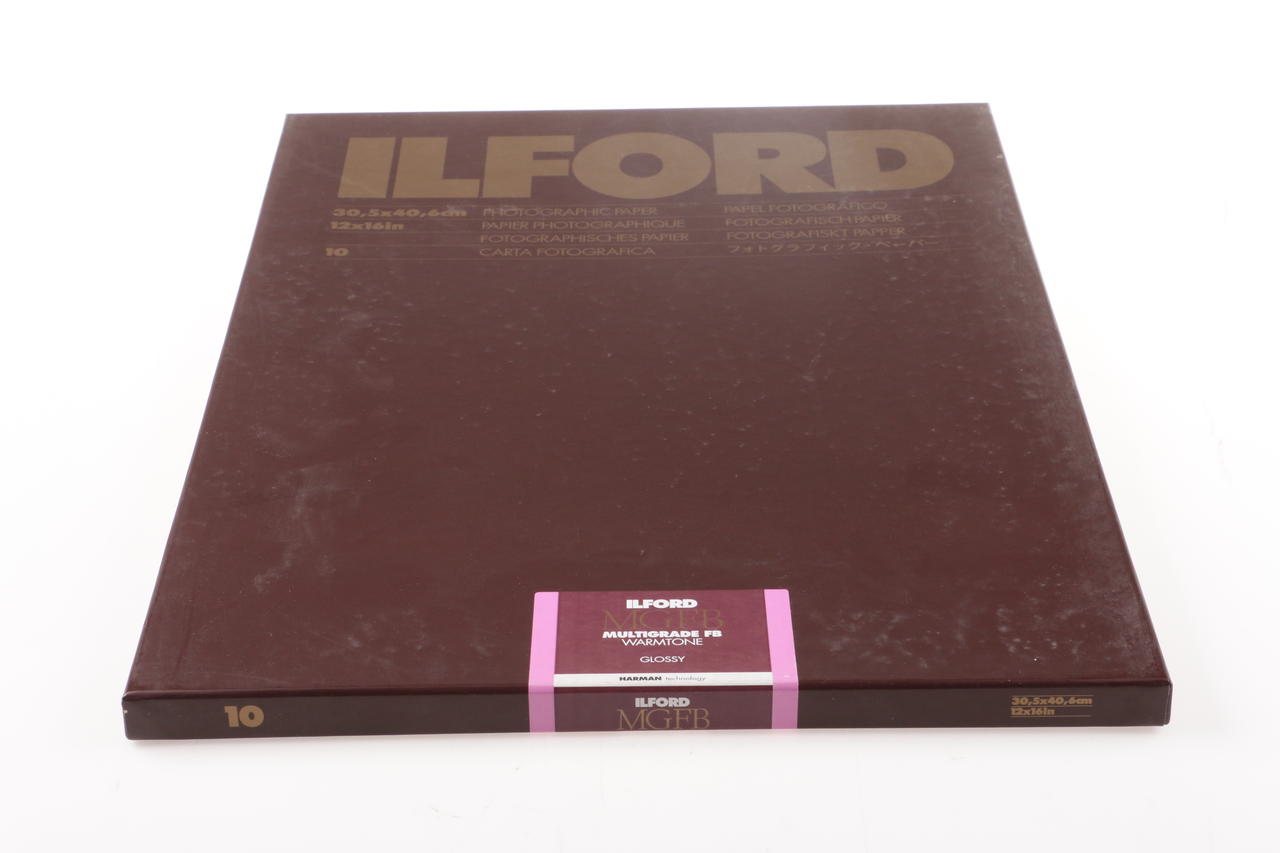 ILFORD
30,5x40,6cm
12x16in
10
PHOTOGRAPHIC PAPER
PAPIER PHOTOGRAPHIQUE
FOTOGRAPHISCHES PAPIER
CARTA FOTOGRAFICA
PAPEL FOTOGRÁFICO
FOTOGRAFISCH PAPIER
FOTOGRAFISKT PAPPER
フォトグラフィック・ペーパー
ILFORD
MGFB
MULTIGRADE FB
WARMTONE
GLOSSY
HARMAN technology
10
ILFORD
MGFB
30,5x40,6cm
12x16in